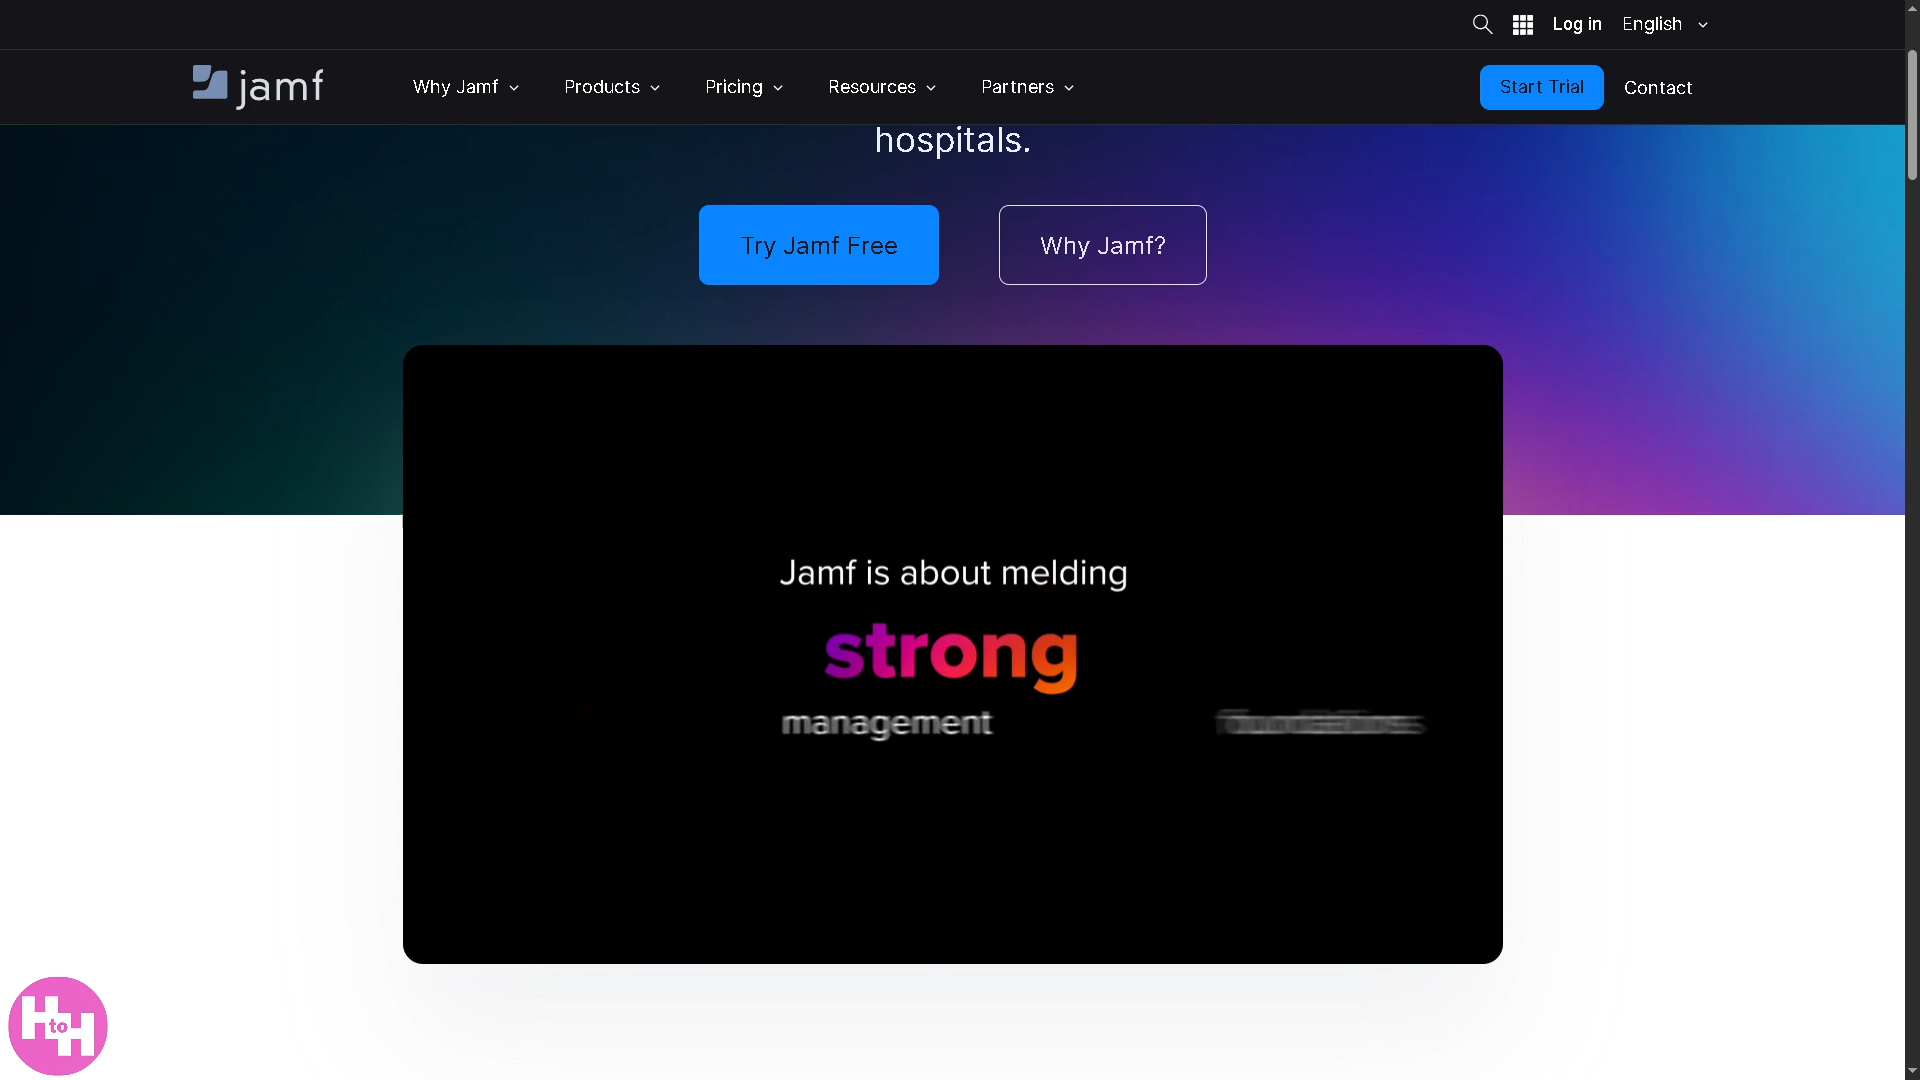 Log in English
jamf Why Jamf Products Pricing Resources Partners Start Trial Contact
hospitals.
Try Jamf Free Why Jamf?
Jamf is about melding
strong
management
H to H